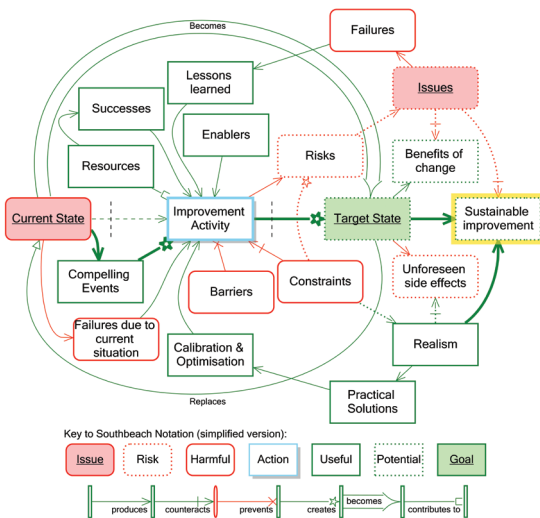 Becomes
Failures
Lessons
learned
Issues
Successes
Enablers
Risks
Benefits of
change
Resources
Current State
Improvement
Activity
Target State
Sustainable
improvement
Compelling
Events
Barriers
Constraints
Unforeseen
side effects
Failures due to
current situation
Calibration &
Optimisation
Realism
Practical
Solutions
Replaces
Key to Southbeach Notation (simplified version):
Issue
Risk
Harmful
Action
Useful
Potential
Goal
produces
counteracts
prevents
creates
becomes
contributes to